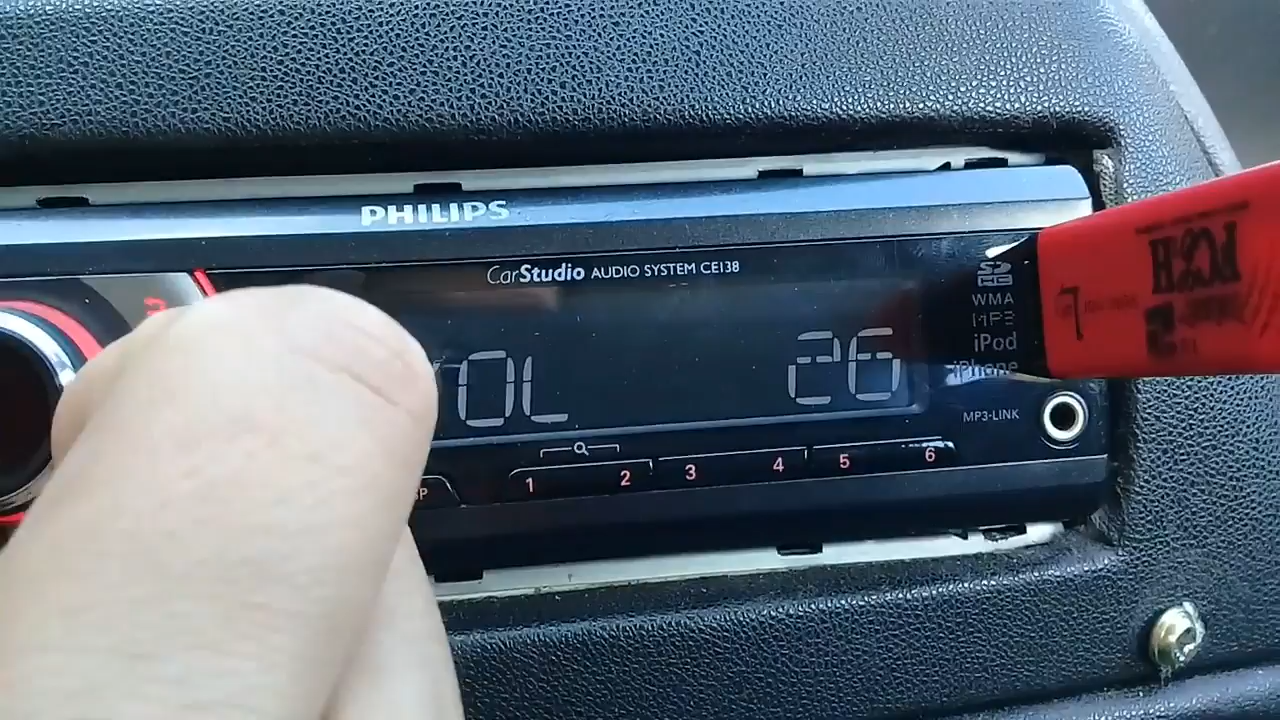 PHILIPS
CarStudio AUDIO SYSTEM CE138
SD
HC
WMA
MP3
iPod
iPhone
OL 26
MP3-LINK
1 2 3 4 5 6